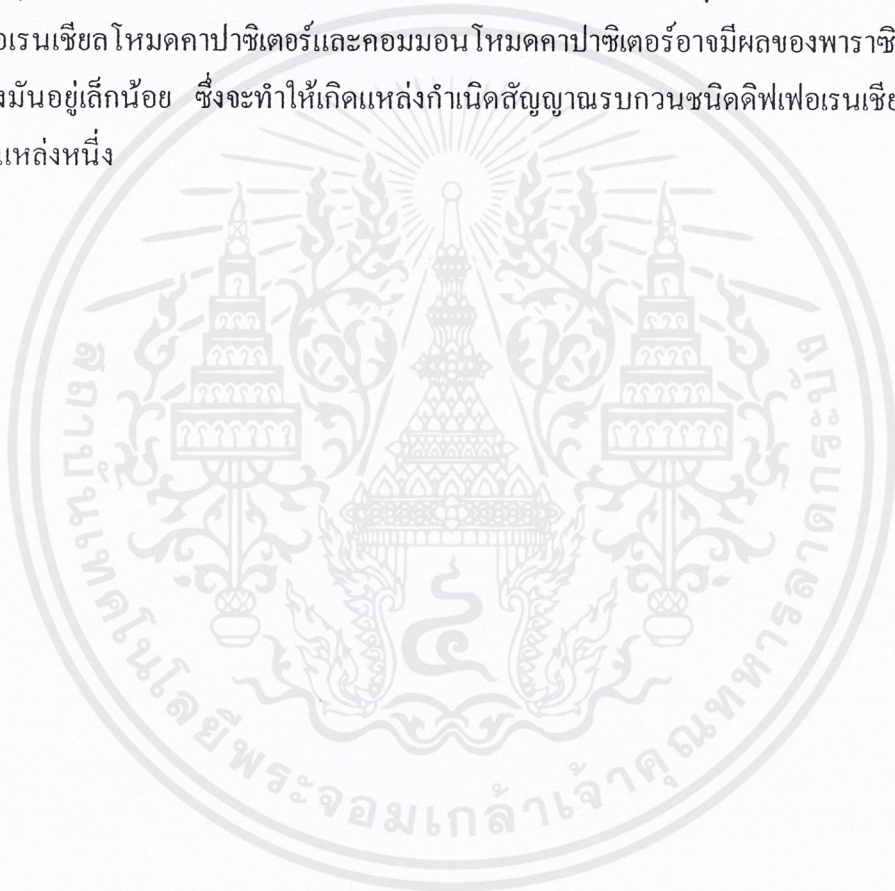 อเรนเชียลโหมดคาปาซิเตอร์และคอมมอนโหมดคาปาซิเตอร์อาจมีผลของพาราซิ
งมันอยู่เล็กน้อย ซึ่งจะทำให้เกิดแหล่งกำเนิดสัญญาณรบกวนชนิดดิฟเฟอเรนเชีย
แหล่งหนึ่ง
สถาบันเทคโนโลยีพระจอมเกล้าเจ้าคุณทหารลาดกระบัง
๔